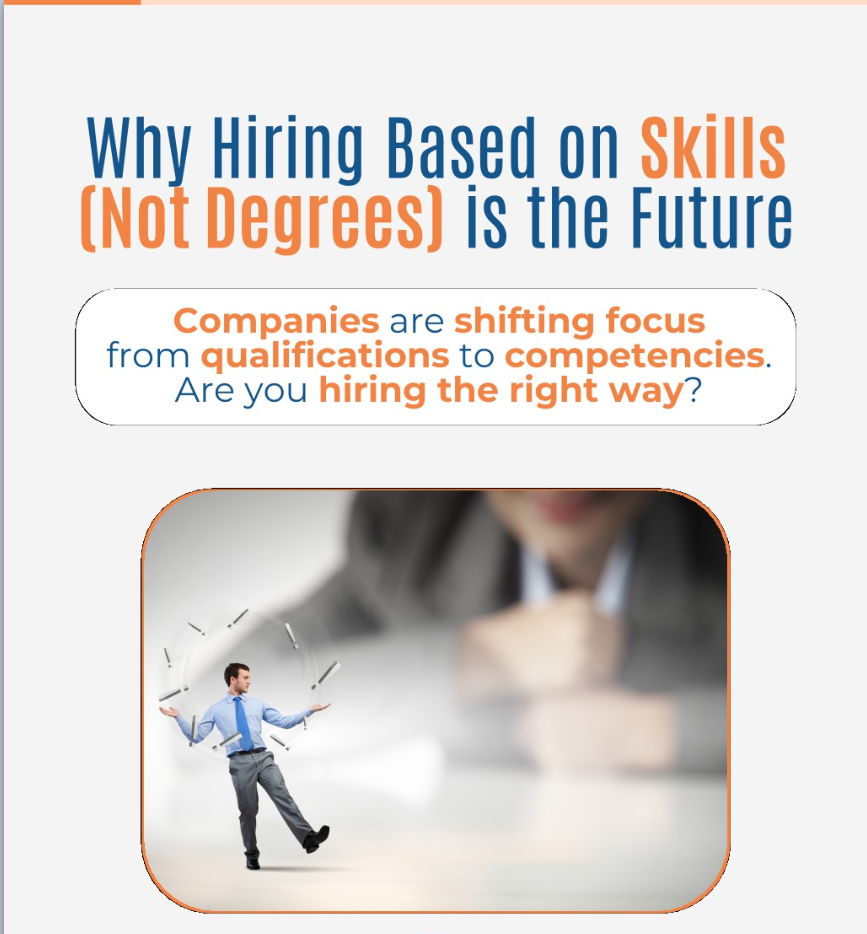 Why Hiring Based on Skills
(Not Degrees) is the Future
Companies are shifting focus
from qualifications to competencies.
Are you hiring the right way?